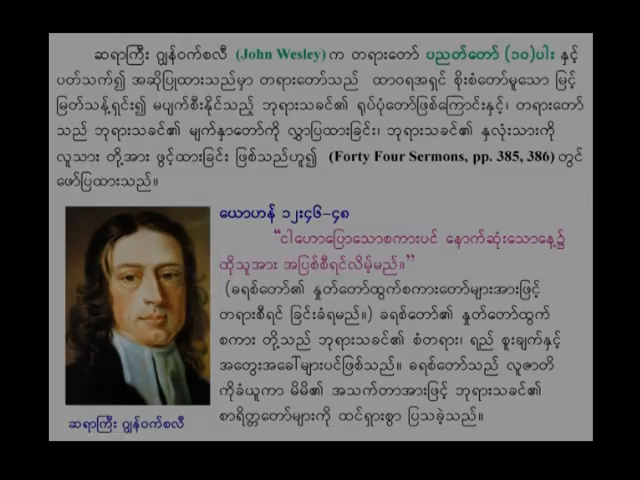 ဆရာကြီး ဂျွန်ဝက်စလီ (John Wesley) က တရားတော် ပညတ်တော် (၁၀)ပါး နှင့်
ပတ်သက်၍ အဆိုပြုထားသည်မှာ တရားတော်သည် ထာဝရအရှင် စိုးစံတော်မူသော မြင့်
မြတ်သန့်ရှင်း၍ မပျက်စီးနိုင်သည့် ဘုရားသခင်၏ ရုပ်ပုံတော်ဖြစ်ကြောင်းနှင့်၊ တရားတော်
သည် ဘုရားသခင်၏ မျက်နှာတော်ကို လွှာပြထားခြင်း၊ ဘုရားသခင်၏ နှလုံးသားကို
လူသား တို့အား ဖွင့်ထားခြင်း ဖြစ်သည်ဟူ၍ (Forty Four Sermons, pp. 385, 386) တွင်
ဖော်ပြထားသည်။
ယောဟန် ၁၂း၄၆–၄၈
“ငါဟောပြောသောစကားပင် နောက်ဆုံးသောနေ့၌
ထိုသူအား အပြစ်စီရင်လိမ့်မည်။”
(ခရစ်တော်၏ နှုတ်တော်ထွက်စကားတော်များအားဖြင့်
တရားစီရင် ခြင်းခံရမည်။) ခရစ်တော်၏ နှုတ်တော်ထွက်
စကား တို့သည် ဘုရားသခင်၏ စံတရား၊ ရည် စူးချက်နှင့်
အတွေးအခေါ်များပင်ဖြစ်သည်။ ခရစ်တော်သည် လူဇာတိ
ကိုခံယူကာ မိမိ၏ အသက်တာအားဖြင့် ဘုရားသခင်၏
စာရိတ္တတော်များကို ထင်ရှားစွာ ပြသခဲ့သည်။
ဆရာကြီး ဂျွန်ဝက်စလီ